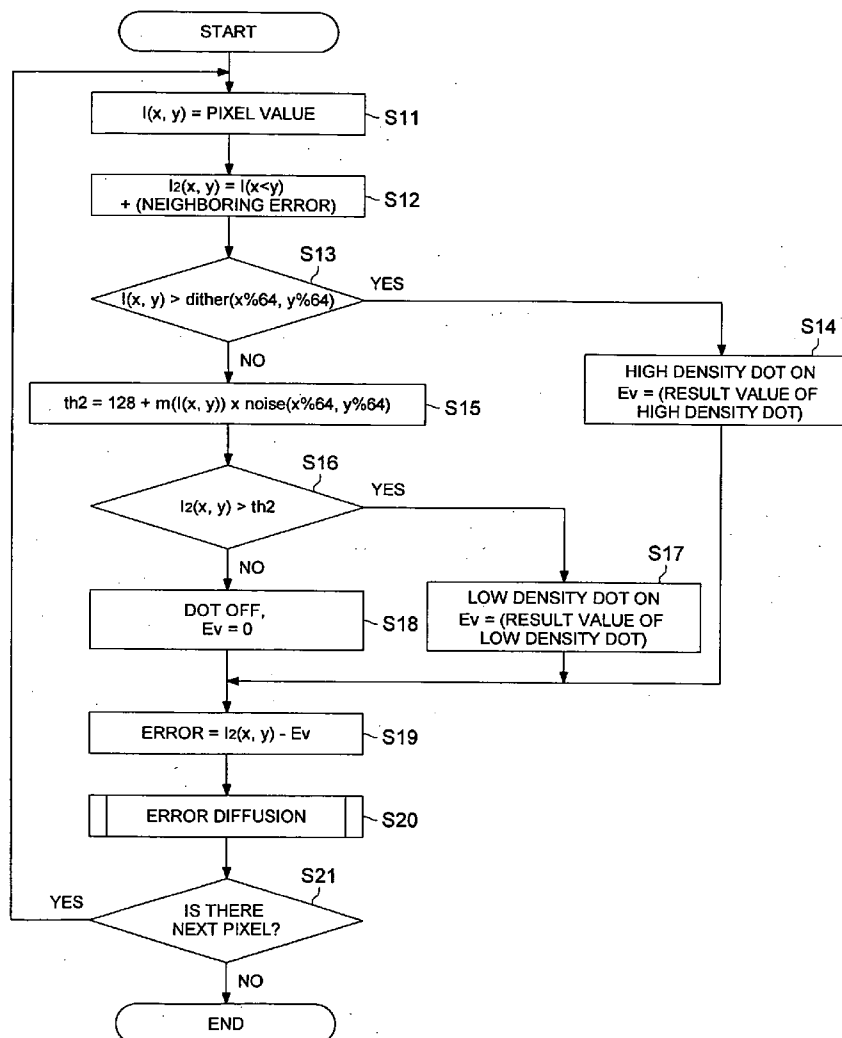 START
I(x, y) = PIXEL VALUE
S11
I2(x, y) = I(x<y)
+ (NEIGHBORING ERROR)
S12
S13
I(x, y) > dither(x%64, y%64)
YES
NO
S14
HIGH DENSITY DOT ON
Ev = (RESULT VALUE OF
HIGH DENSITY DOT)
th2 = 128 + m(I(x, y)) x noise(x%64, y%64)
S15
S16
I2(x, y) > th2
YES
NO
S17
LOW DENSITY DOT ON
Ev = (RESULT VALUE OF
LOW DENSITY DOT)
DOT OFF,
Ev = 0
S18
ERROR = I2(x, y) - Ev
S19
ERROR DIFFUSION
S20
S21
YES
IS THERE
NEXT PIXEL?
NO
END